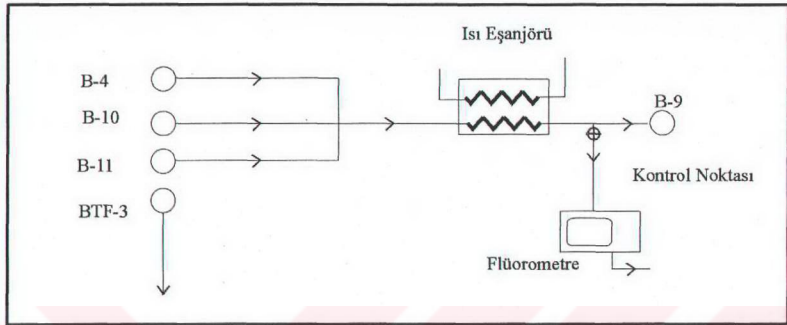 Isı Eşanjörü
B-4
B-9
B-10
B-11
Kontrol Noktası
BTF-3
Flüorometre